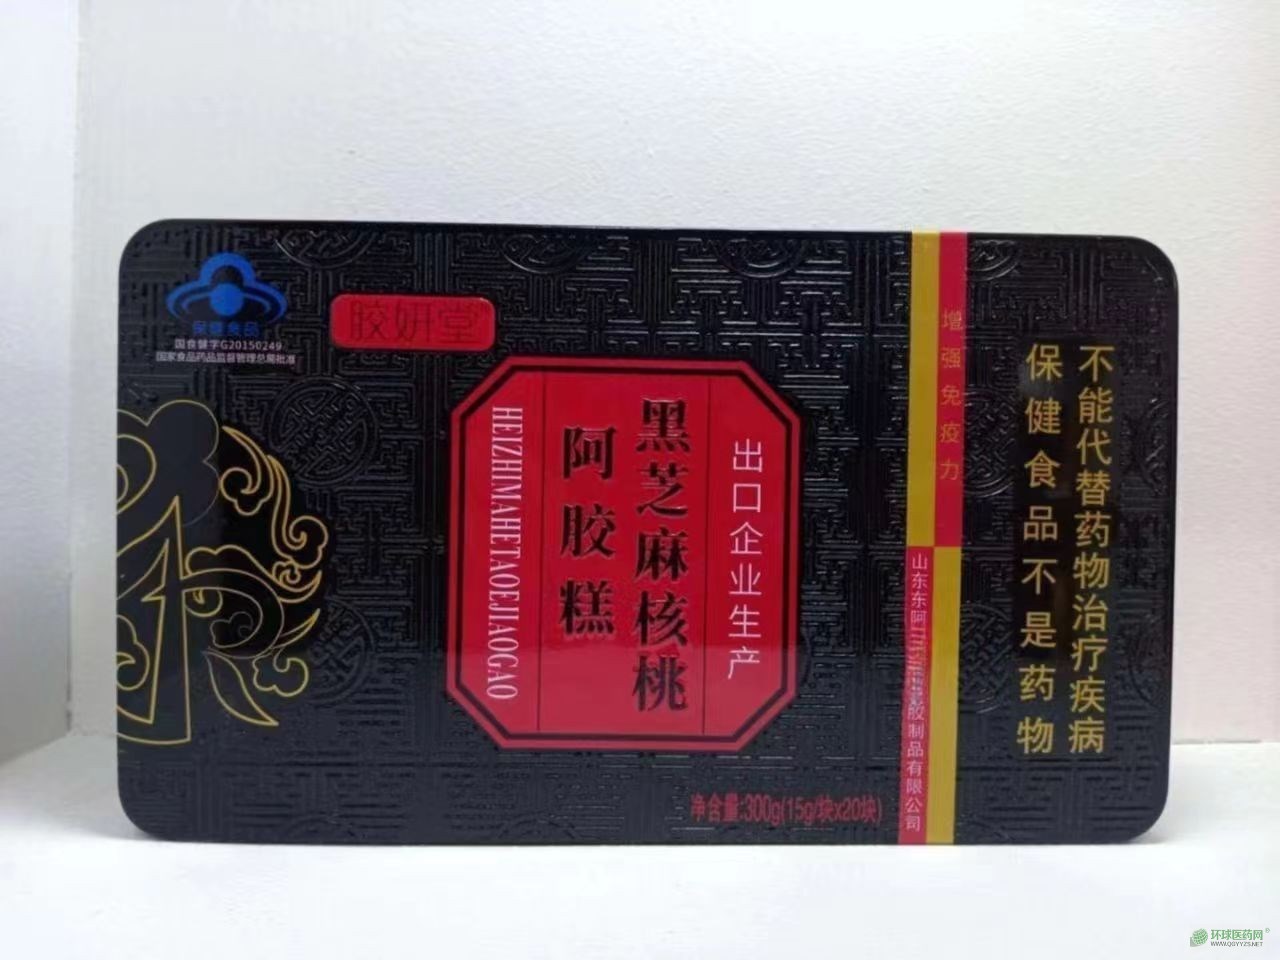 保健食品
国食健字G20150249
国家食品药品监督管理总局批准
胶妍堂
出口企业生产
黑芝麻核桃
阿胶糕
HEIZHIMAHETAOEJIAOGAO
净含量:300g(15g/块x20块)
增强免疫力
山东东阿
胶制品有限公司
不能代替药物治疗疾病
保健食品不是药物
环球医药网
WWW.QGYYZS.NET